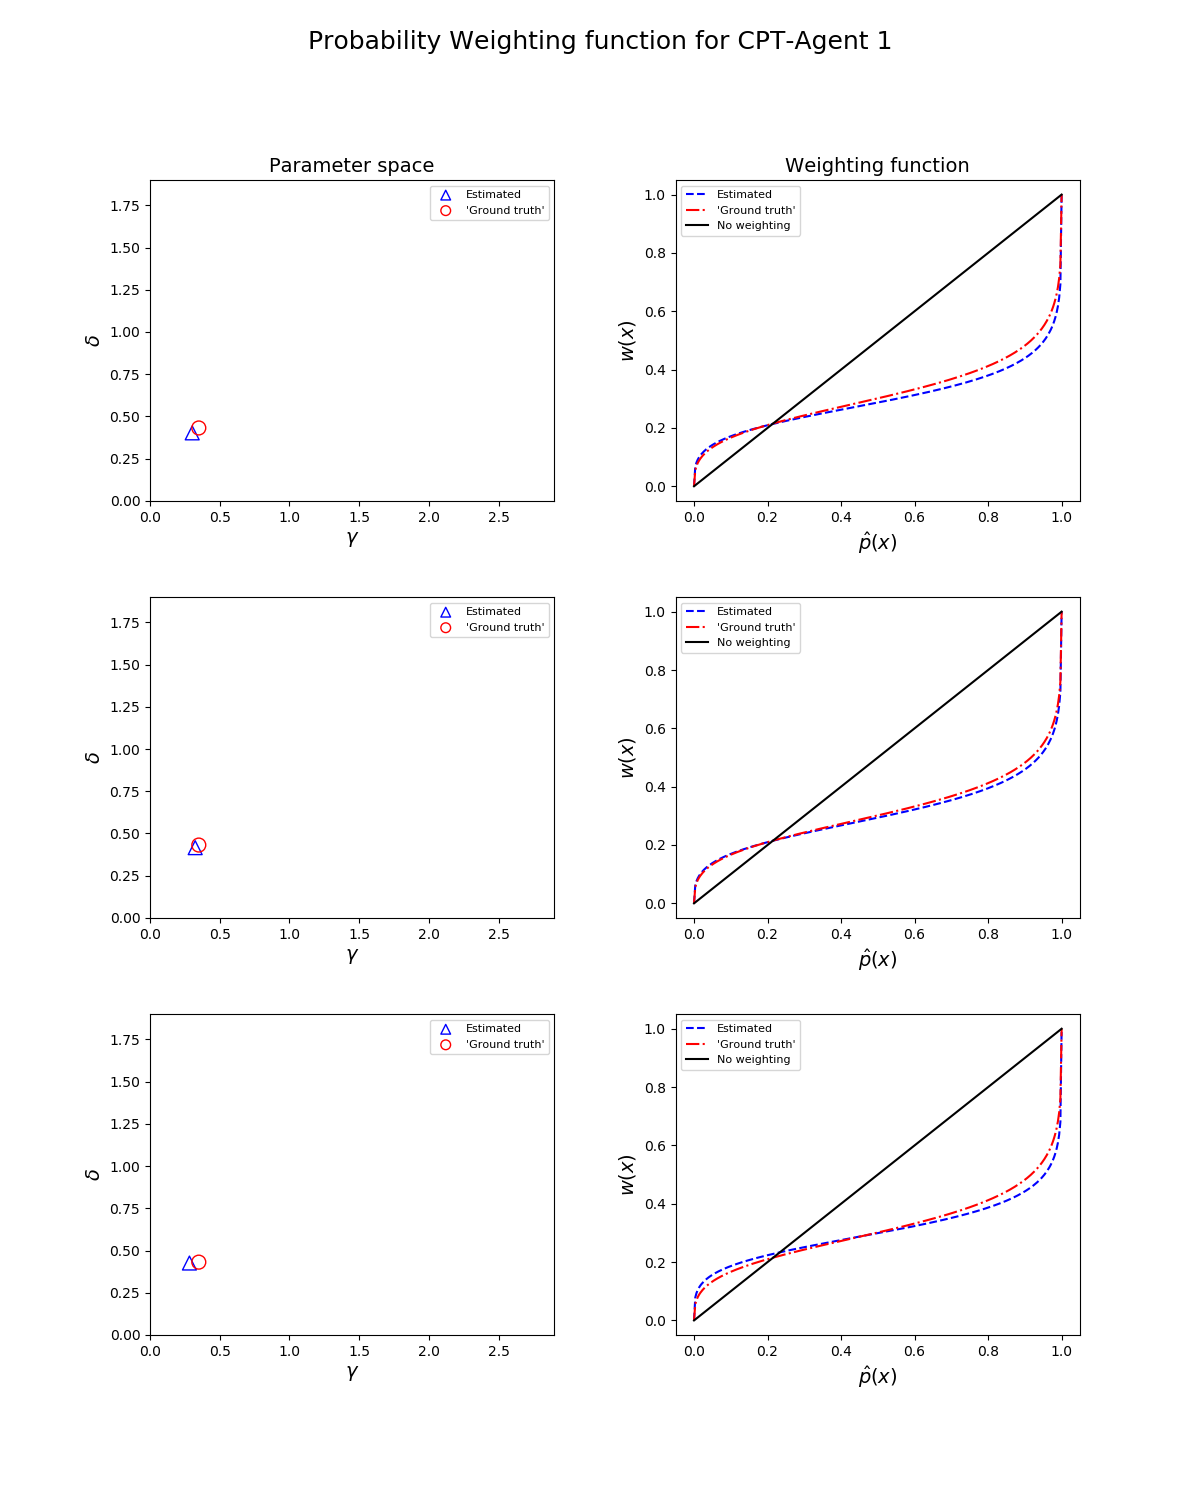 Probability Weighting function for CPT-Agent 1
Parameter space
Estimated
'Ground truth'
1.75
1.50
1.25
1.00
0.75
0.50
0.25
0.00
δ
0.0 0.5 1.0 1.5 2.0 2.5
γ
Weighting function
Estimated
'Ground truth'
No weighting
1.0
0.8
0.6
0.4
0.2
0.0
w(x)
0.0 0.2 0.4 0.6 0.8 1.0
p̂(x)
Estimated
'Ground truth'
1.75
1.50
1.25
1.00
0.75
0.50
0.25
0.00
δ
0.0 0.5 1.0 1.5 2.0 2.5
γ
Estimated
'Ground truth'
No weighting
1.0
0.8
0.6
0.4
0.2
0.0
w(x)
0.0 0.2 0.4 0.6 0.8 1.0
p̂(x)
Estimated
'Ground truth'
1.75
1.50
1.25
1.00
0.75
0.50
0.25
0.00
δ
0.0 0.5 1.0 1.5 2.0 2.5
γ
Estimated
'Ground truth'
No weighting
1.0
0.8
0.6
0.4
0.2
0.0
w(x)
0.0 0.2 0.4 0.6 0.8 1.0
p̂(x)